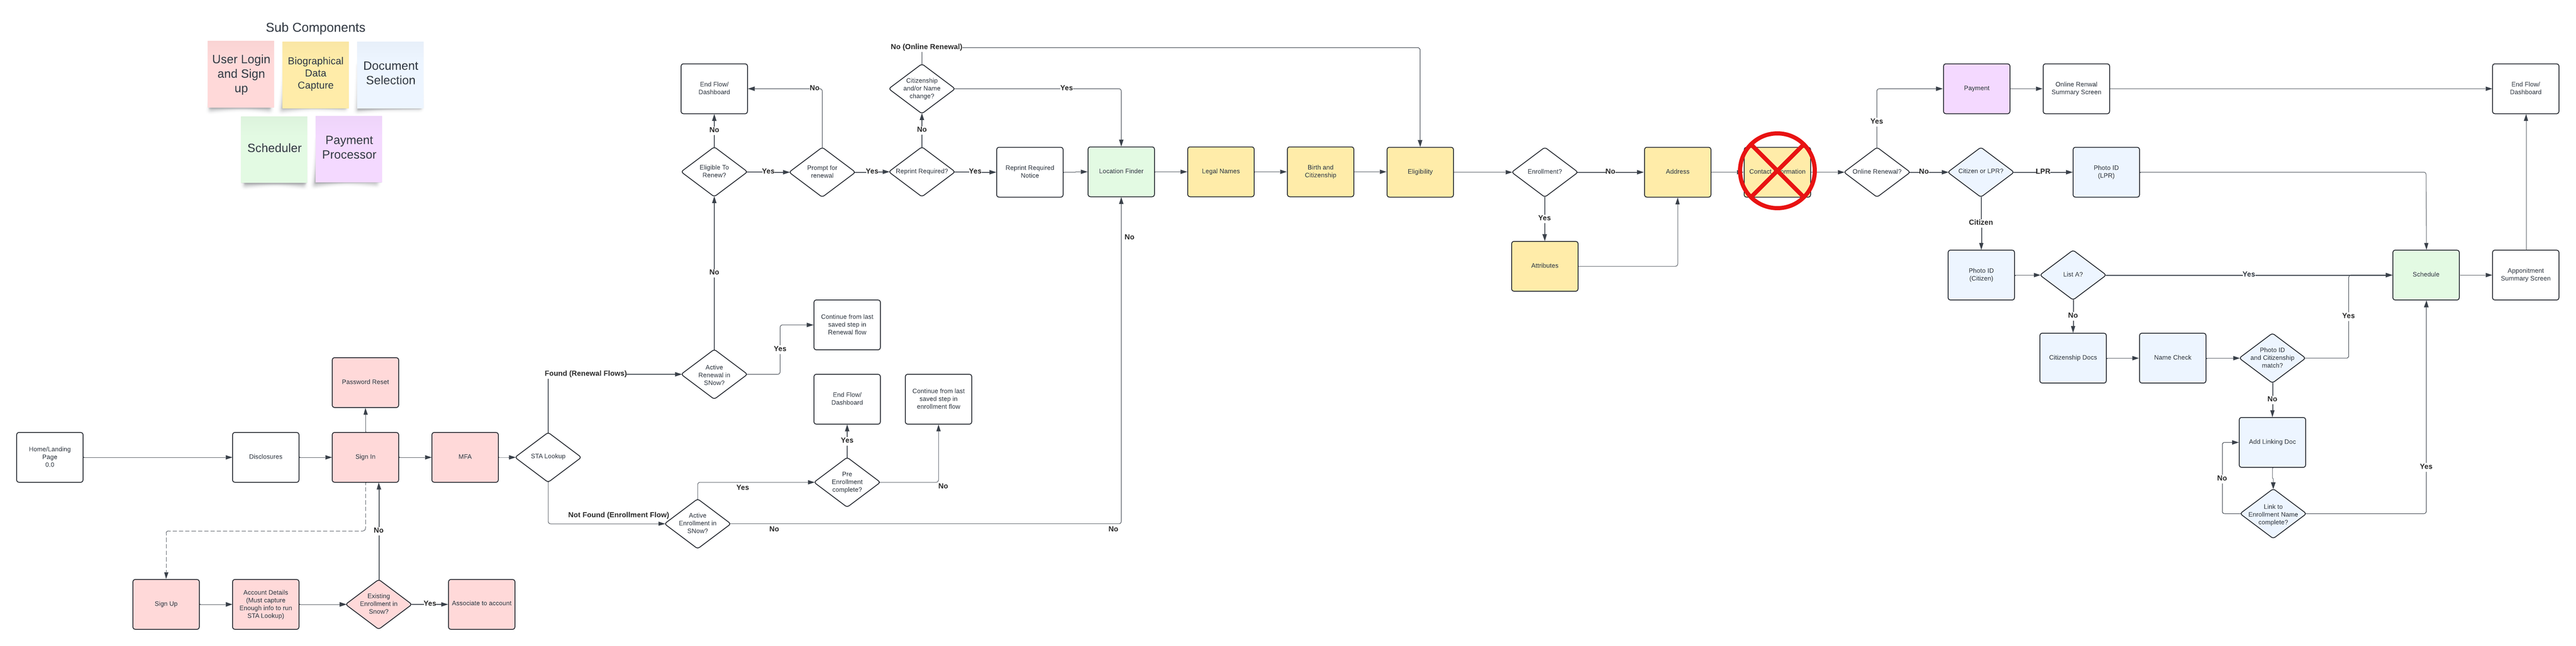 Sub Components
User Login
and Sign
up
Biographical
Data
Capture
Document
Selection
Scheduler
Payment
Processor
Home/Landing
Page
0.0
Disclosures
Password Reset
Sign In
MFA
STA Lookup
No
Sign Up
Account Details
(Must capture
Enough info to run
STA Lookup)
Existing
Enrollment in
Snow?
Yes
Associate to account
Found (Renewal Flows)
Active
Renewal in
SNow?
Yes
Continue from last
saved step in
Renewal flow
No
Not Found (Enrollment Flow)
Active
Enrollment in
SNow?
Yes
Pre
Enrollment
complete?
Yes
End Flow/
Dashboard
No
Continue from last
saved step in
enrollment flow
No
No
No
Eligible To
Renew?
No
End Flow/
Dashboard
Yes
Prompt for
renewal
No
Yes
Reprint Required?
No
Citizenship
and/or Name
change?
No (Online Renewal)
Yes
Yes
Reprint Required
Notice
Location Finder
Legal Names
Birth and
Citizenship
Eligibility
Enrollment?
No
Yes
Attributes
Address
Online Renewal?
Yes
Payment
Online Renwal
Summary Screen
End Flow/
Dashboard
No
Citizen or LPR?
LPR
Photo ID
(LPR)
Citizen
Photo ID
(Citizen)
List A?
Yes
Schedule
Apponitment
Summary Screen
No
Citizenship Docs
Name Check
Photo ID
and Citizenship
match?
Yes
No
Add Linking Doc
No
Link to
Enrollment Name
complete?
Yes